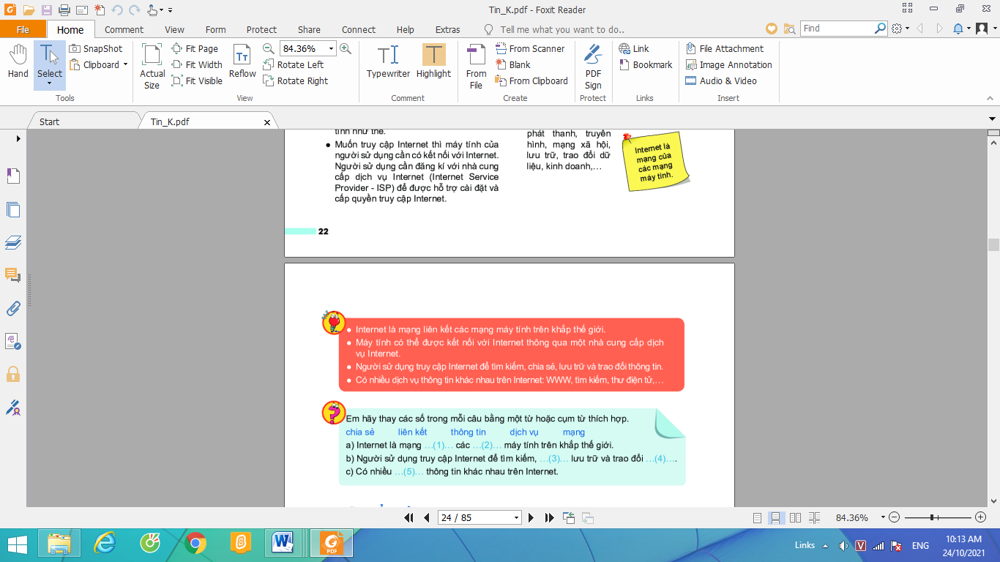 Tin_K.pdf - Foxit Reader
File Home Comment View Form Protect Share Connect Help Extras Tell me what you want to do.. Find
Hand
Select
SnapShot
Clipboard
Tools
Actual Size
Fit Page
Fit Width
Fit Visible
Reflow
84.36%
Rotate Left
Rotate Right
View
Typewriter
Highlight
Comment
From File
From Scanner
Blank
From Clipboard
Create
PDF Sign
Protect
Link
Bookmark
Links
File Attachment
Image Annotation
Audio & Video
Insert
Start
Tin_K.pdf
tính như thế.
• Muốn truy cập Internet thì máy tính của
người sử dụng cần có kết nối với Internet.
Người sử dụng cần đăng kí với nhà cung
cấp dịch vụ Internet (Internet Service
Provider - ISP) để được hỗ trợ cài đặt và
cấp quyền truy cập Internet.
phát thanh, truyền
hình, mạng xã hội,
lưu trữ, trao đổi dữ
liệu, kinh doanh,…
Internet là
mạng của
các mạng
máy tính.
22
• Internet là mạng liên kết các mạng máy tính trên khắp thế giới.
• Máy tính có thể được kết nối với Internet thông qua một nhà cung cấp dịch
vụ Internet.
• Người sử dụng truy cập Internet để tìm kiếm, chia sẻ, lưu trữ và trao đổi thông tin.
• Có nhiều dịch vụ thông tin khác nhau trên Internet: WWW, tìm kiếm, thư điện tử,…
?
Em hãy thay các số trong mỗi câu bằng một từ hoặc cụm từ thích hợp.
chia sẻ liên kết thông tin dịch vụ mạng
a) Internet là mạng …(1)… các …(2)… máy tính trên khắp thế giới.
b) Người sử dụng truy cập Internet để tìm kiếm, …(3)… lưu trữ và trao đổi …(4)….
c) Có nhiều …(5)… thông tin khác nhau trên Internet.
24 / 85
84.36%
PDF
Links
ENG
10:13 AM
24/10/2021